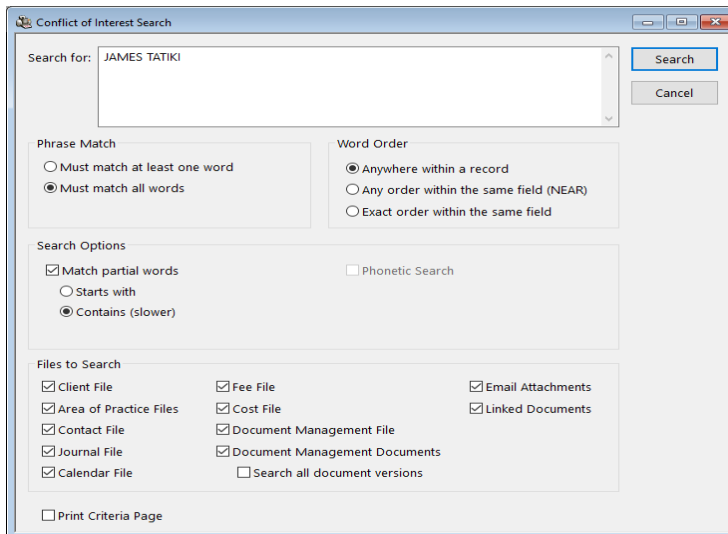 Conflict of Interest Search
Search for: JAMES TATIKI Search
Cancel
Phrase Match Word Order
Must match at least one word Anywhere within a record
Must match all words Any order within the same field (NEAR)
Exact order within the same field
Search Options
Match partial words Phonetic Search
Starts with
Contains (slower)
Files to Search
Client File Fee File Email Attachments
Area of Practice Files Cost File Linked Documents
Contact File Document Management File
Journal File Document Management Documents
Calendar File Search all document versions
Print Criteria Page